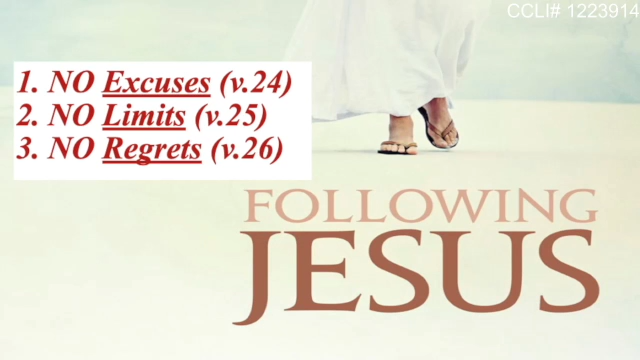 CCLI# 1223914
1. NO Excuses (v.24)
2. NO Limits (v.25)
3. NO Regrets (v.26)
FOLLOWING
JESUS